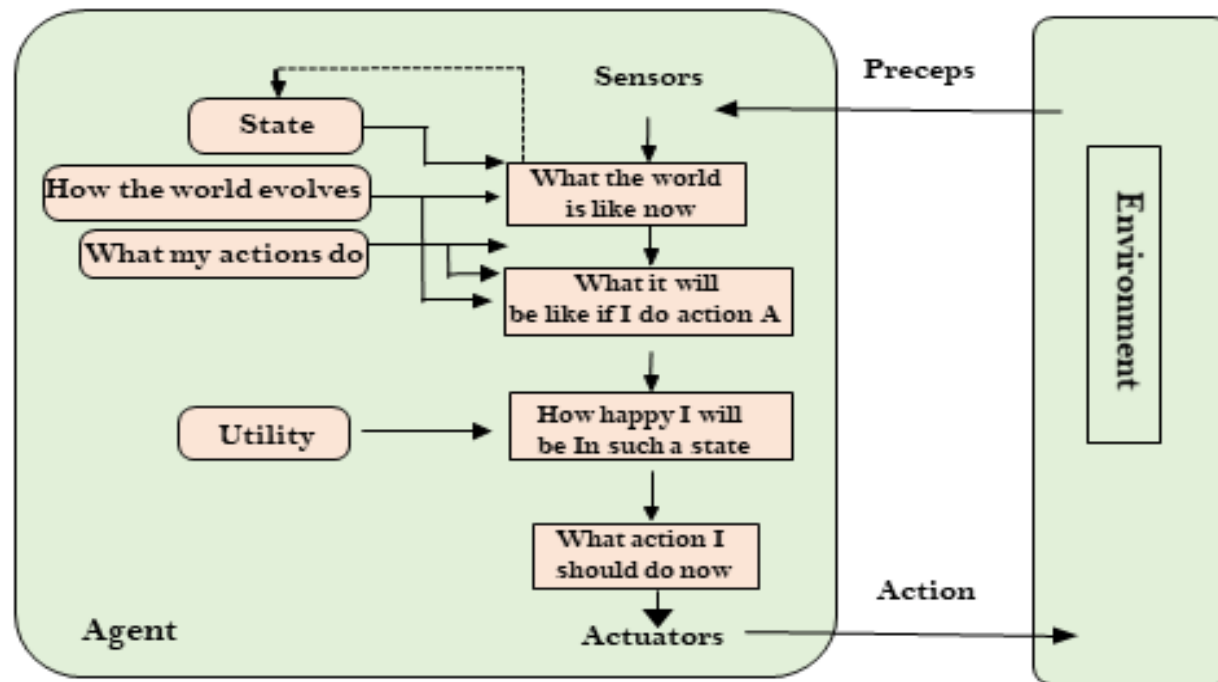 Preceps
Sensors
State
What the world
is like now
How the world evolves
What my actions do
What it will
be like if I do action A
Environment
How happy I will
be In such a state
Utility
What action I
should do now
Action
Agent
Actuators